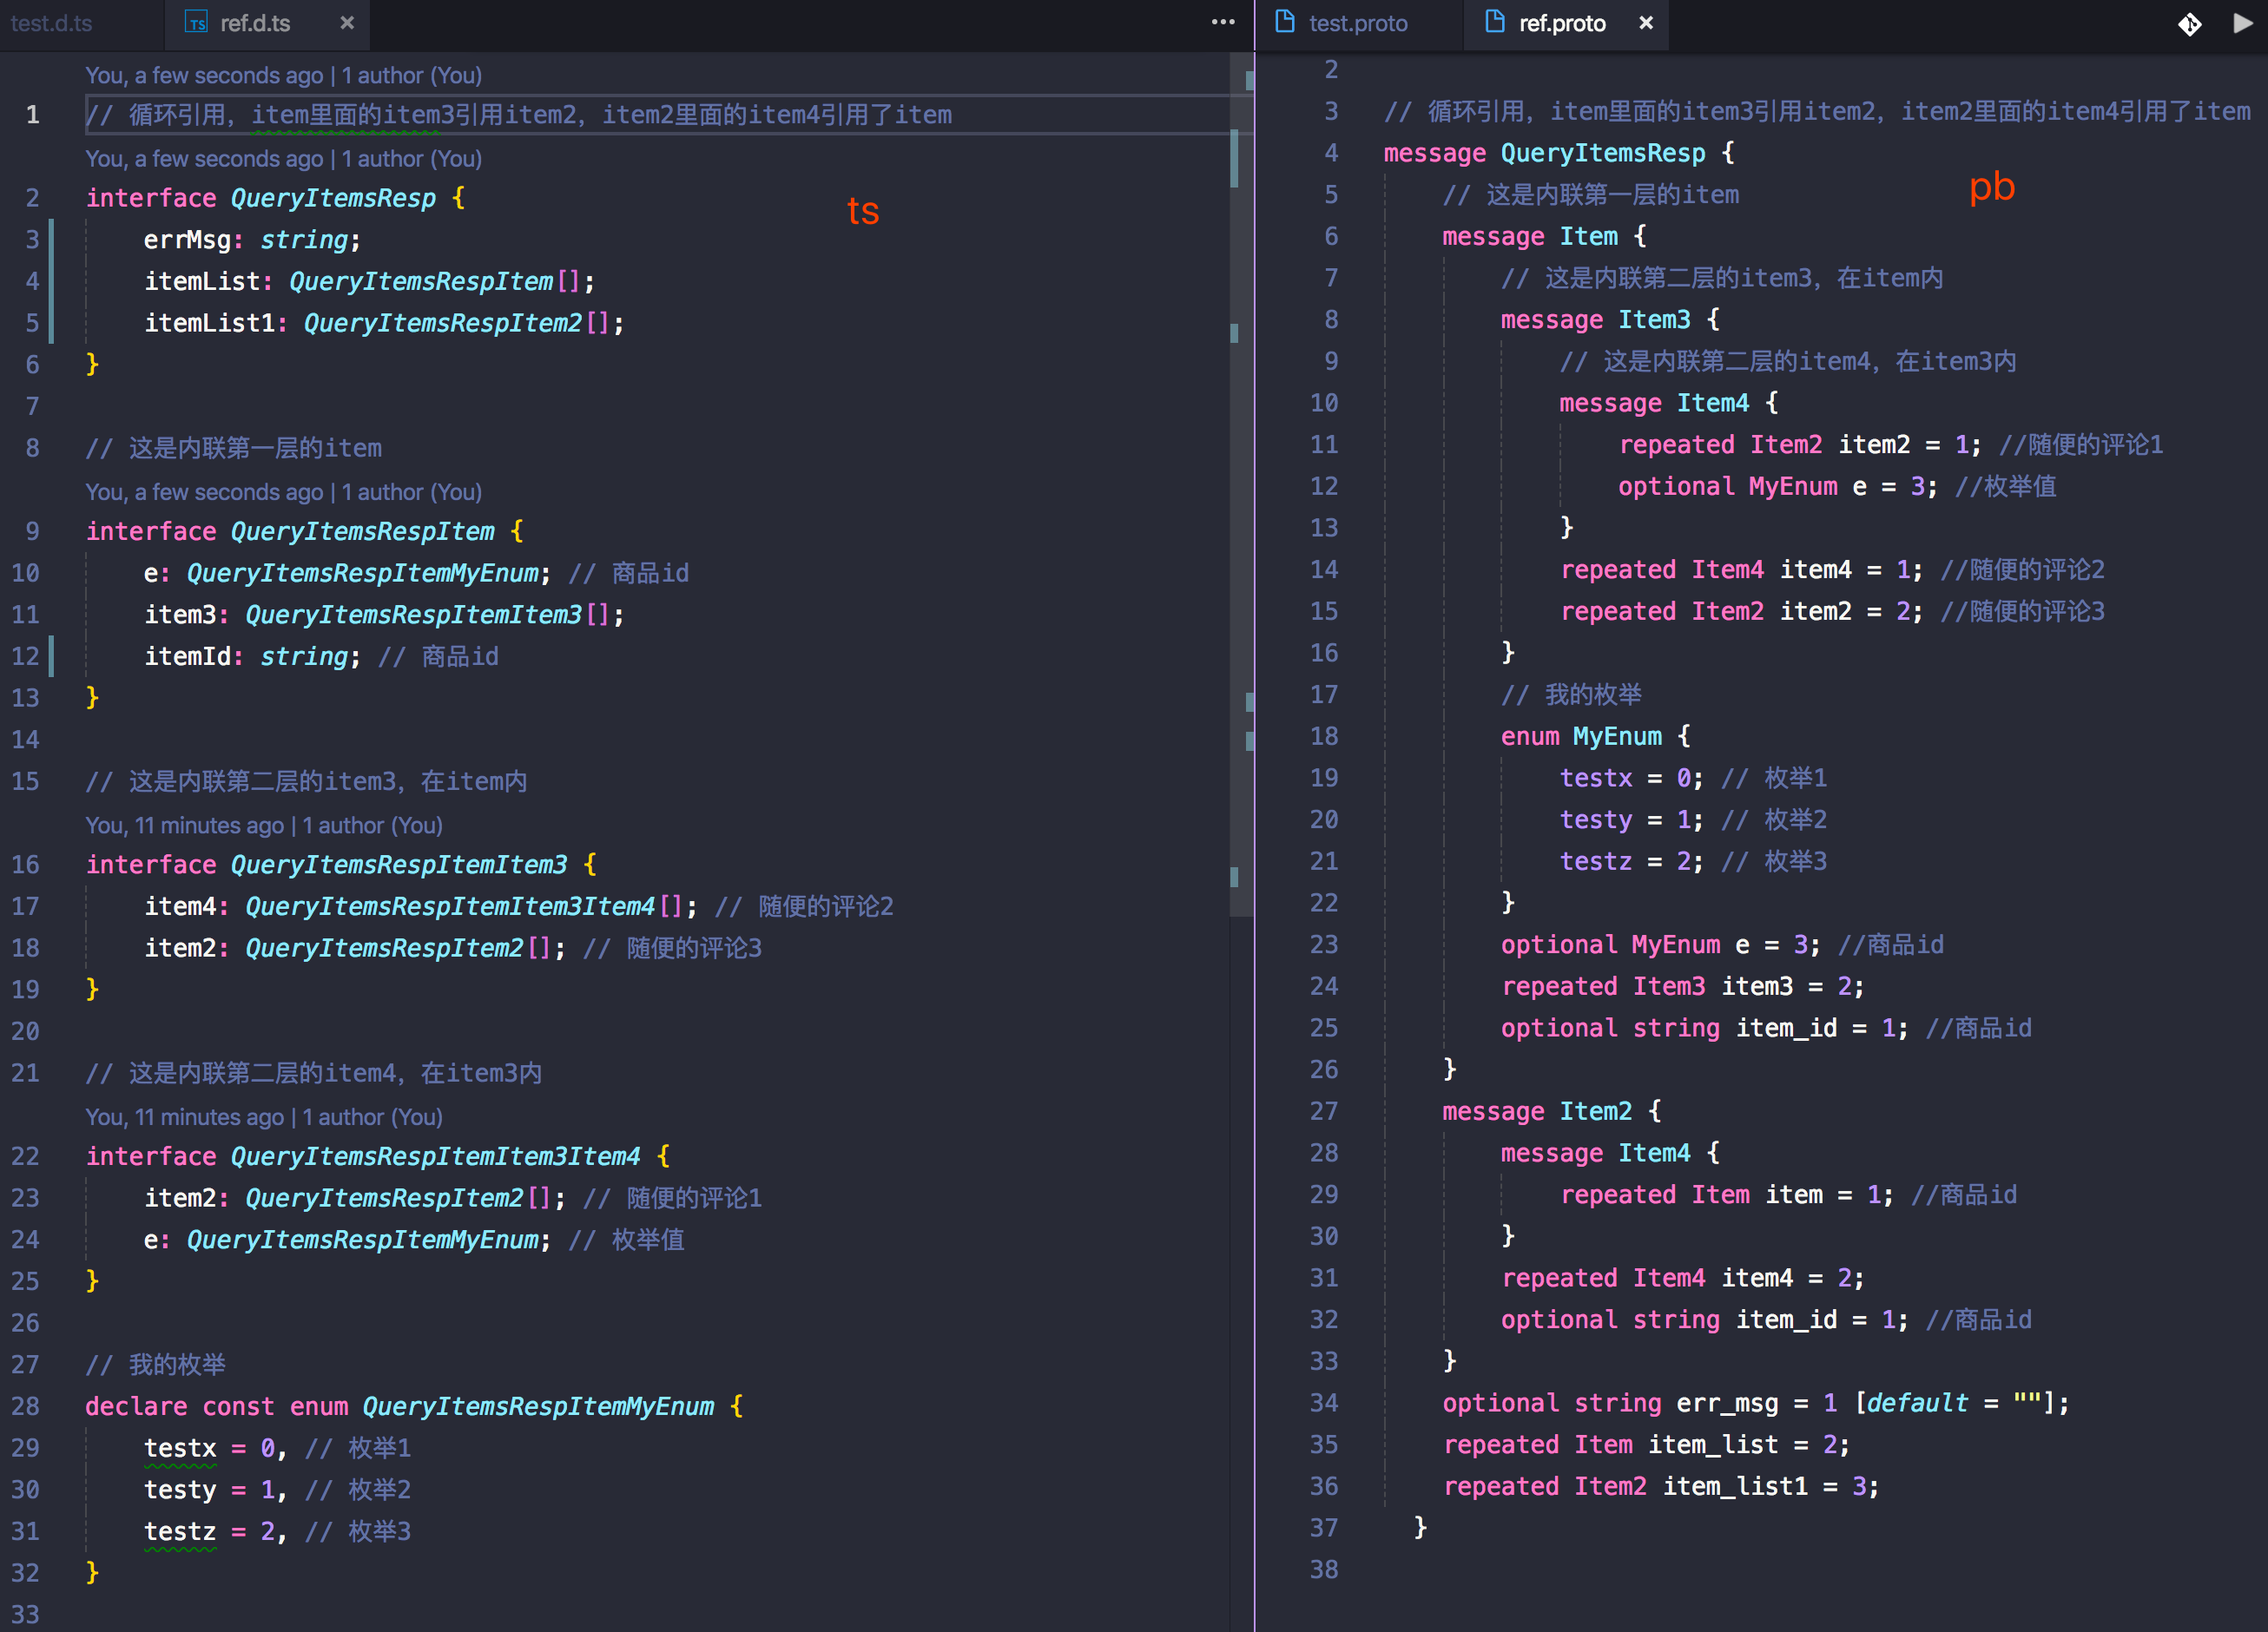 test.d.ts
TS ref.d.ts ×
You, a few seconds ago | 1 author (You)
1 // 循环引用，item里面的item3引用item2，item2里面的item4引用了item
You, a few seconds ago | 1 author (You)
2 interface QueryItemsResp {
3 errMsg: string;
4 itemList: QueryItemsRespItem[];
5 itemList1: QueryItemsRespItem2[];
6 }
7
8 // 这是内联第一层的item
You, a few seconds ago | 1 author (You)
9 interface QueryItemsRespItem {
10 e: QueryItemsRespItemMyEnum; // 商品id
11 item3: QueryItemsRespItemItem3[];
12 itemId: string; // 商品id
13 }
14
15 // 这是内联第二层的item3，在item内
You, 11 minutes ago | 1 author (You)
16 interface QueryItemsRespItemItem3 {
17 item4: QueryItemsRespItemItem3Item4[]; // 随便的评论2
18 item2: QueryItemsRespItem2[]; // 随便的评论3
19 }
20
21 // 这是内联第二层的item4，在item3内
You, 11 minutes ago | 1 author (You)
22 interface QueryItemsRespItemItem3Item4 {
23 item2: QueryItemsRespItem2[]; // 随便的评论1
24 e: QueryItemsRespItemMyEnum; // 枚举值
25 }
26
27 // 我的枚举
28 declare const enum QueryItemsRespItemMyEnum {
29 testx = 0, // 枚举1
30 testy = 1, // 枚举2
31 testz = 2, // 枚举3
32 }
33
ts
test.proto
ref.proto ×
2
3 // 循环引用，item里面的item3引用item2，item2里面的item4引用了item
4 message QueryItemsResp {
5 // 这是内联第一层的item
6 message Item {
7 // 这是内联第二层的item3，在item内
8 message Item3 {
9 // 这是内联第二层的item4，在item3内
10 message Item4 {
11 repeated Item2 item2 = 1; //随便的评论1
12 optional MyEnum e = 3; //枚举值
13 }
14 repeated Item4 item4 = 1; //随便的评论2
15 repeated Item2 item2 = 2; //随便的评论3
16 }
17 // 我的枚举
18 enum MyEnum {
19 testx = 0; // 枚举1
20 testy = 1; // 枚举2
21 testz = 2; // 枚举3
22 }
23 optional MyEnum e = 3; //商品id
24 repeated Item3 item3 = 2;
25 optional string item_id = 1; //商品id
26 }
27 message Item2 {
28 message Item4 {
29 repeated Item item = 1; //商品id
30 }
31 repeated Item4 item4 = 2;
32 optional string item_id = 1; //商品id
33 }
34 optional string err_msg = 1 [default = ""];
35 repeated Item item_list = 2;
36 repeated Item2 item_list1 = 3;
37 }
38
pb